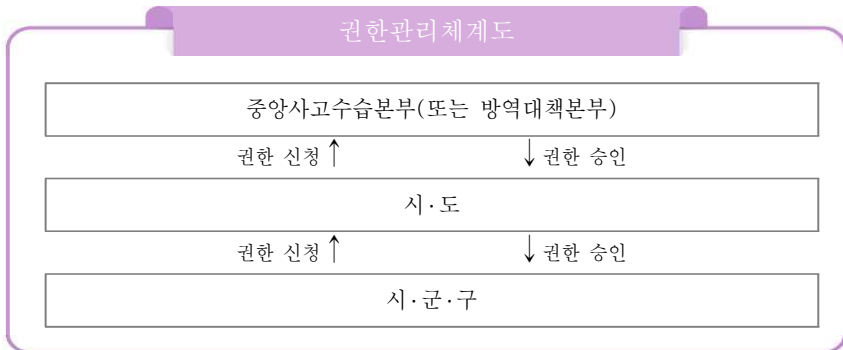 권한관리체계도
중앙사고수습본부(또는 방역대책본부)
권한 신청 ↑ ↓ 권한 승인
시·도
권한 신청 ↑ ↓ 권한 승인
시·군·구